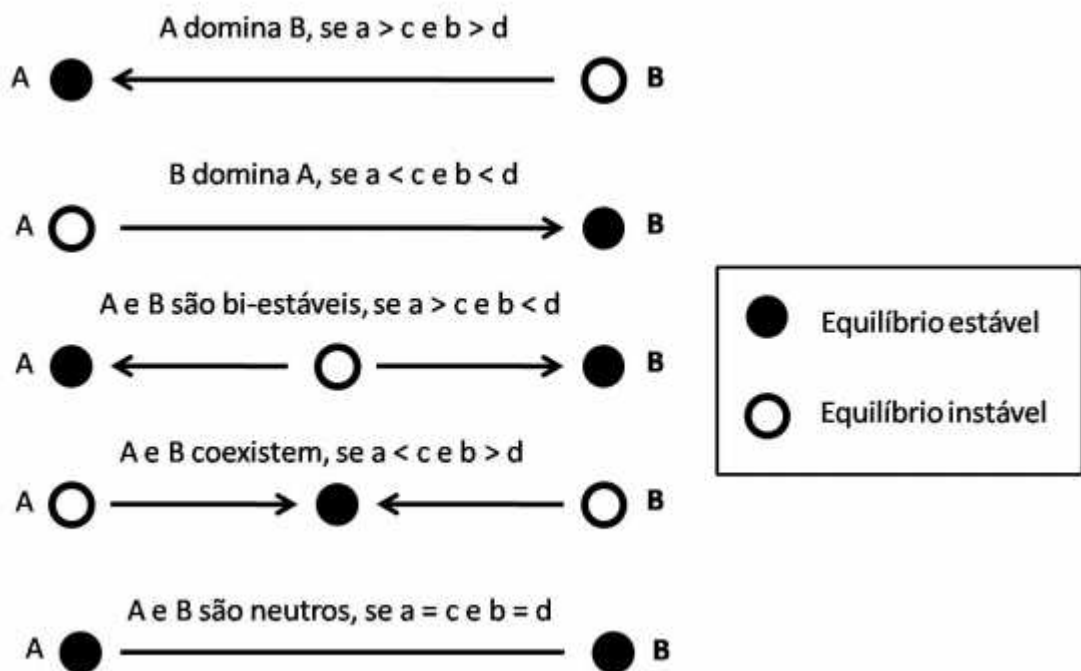 A domina B, se a > c e b > d
A B
B domina A, se a < c e b < d
A B
A e B são bi-estáveis, se a > c e b < d
A B
A e B coexistem, se a < c e b > d
A B
A e B são neutros, se a = c e b = d
A B
Equilíbrio estável
Equilíbrio instável